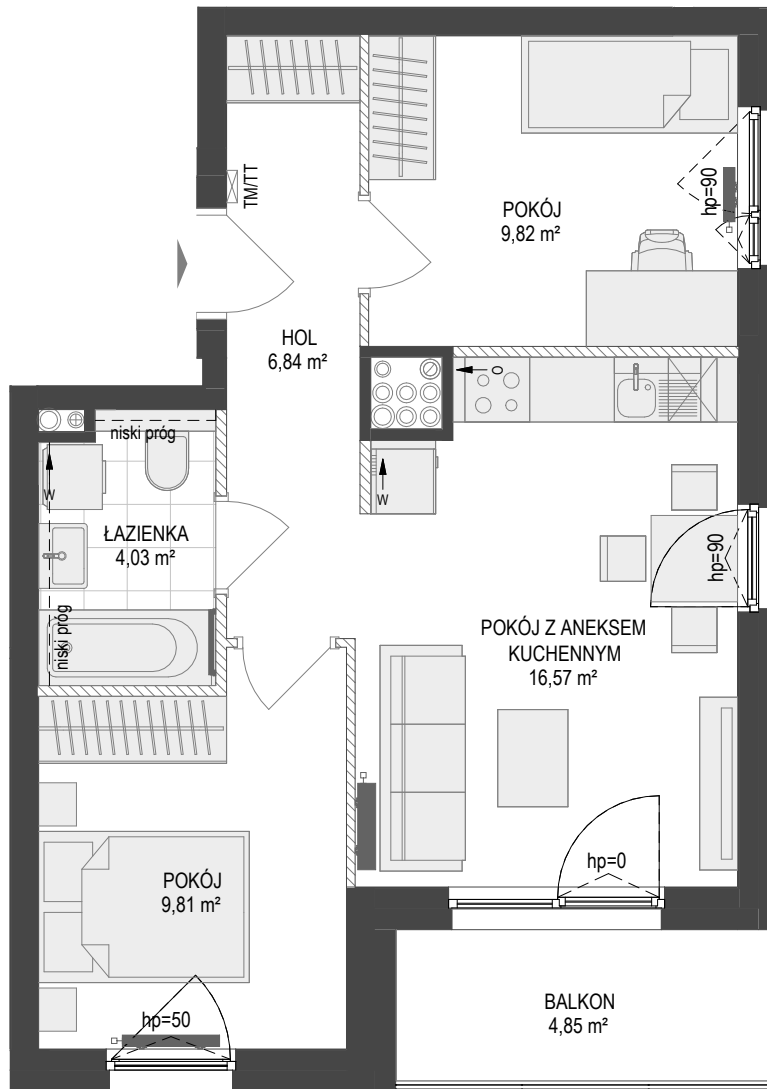 TM/TT
POKÓJ
9,82 m²
hp=90
HOL
6,84 m²
O
niski próg
W
W
ŁAZIENKA
4,03 m²
hp=90
niski próg
POKÓJ Z ANEKSEM
KUCHENNYM
16,57 m²
hp=0
POKÓJ
9,81 m²
hp=50
BALKON
4,85 m²